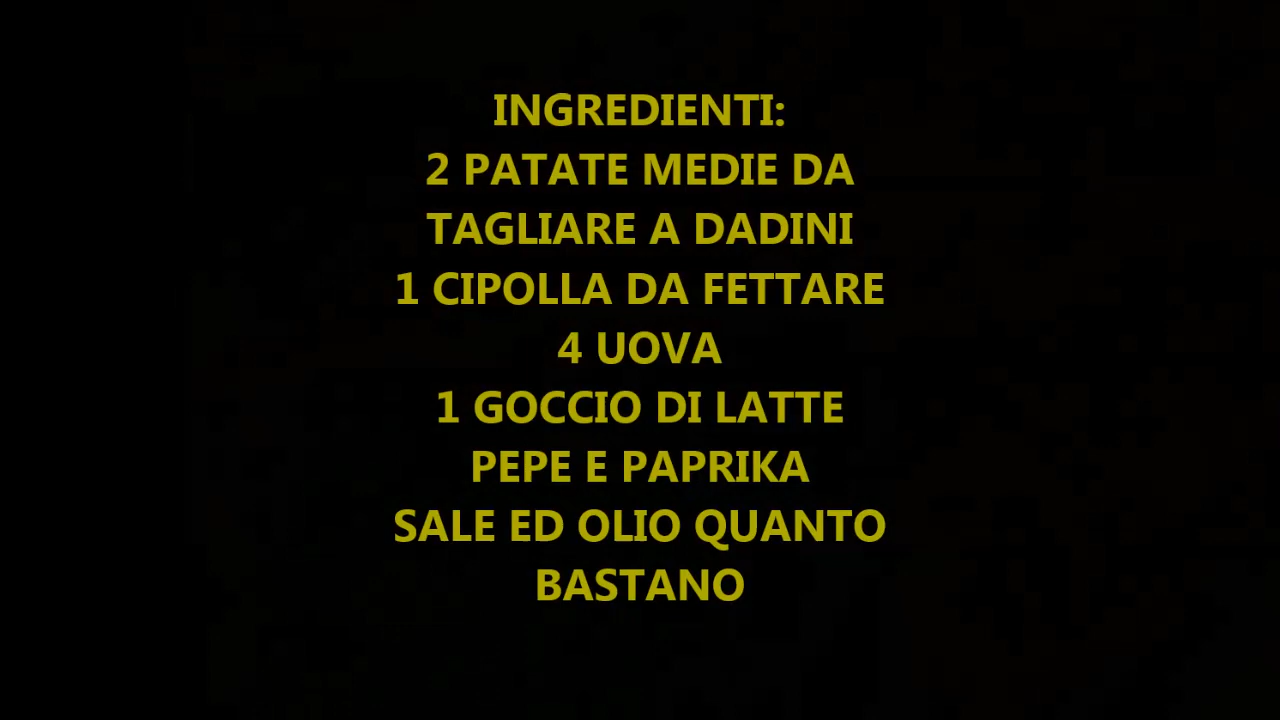 INGREDIENTI:
2 PATATE MEDIE DA
TAGLIARE A DADINI
1 CIPOLLA DA FETTARE
4 UOVA
1 GOCCIO DI LATTE
PEPE E PAPRIKA
SALE ED OLIO QUANTO
BASTANO